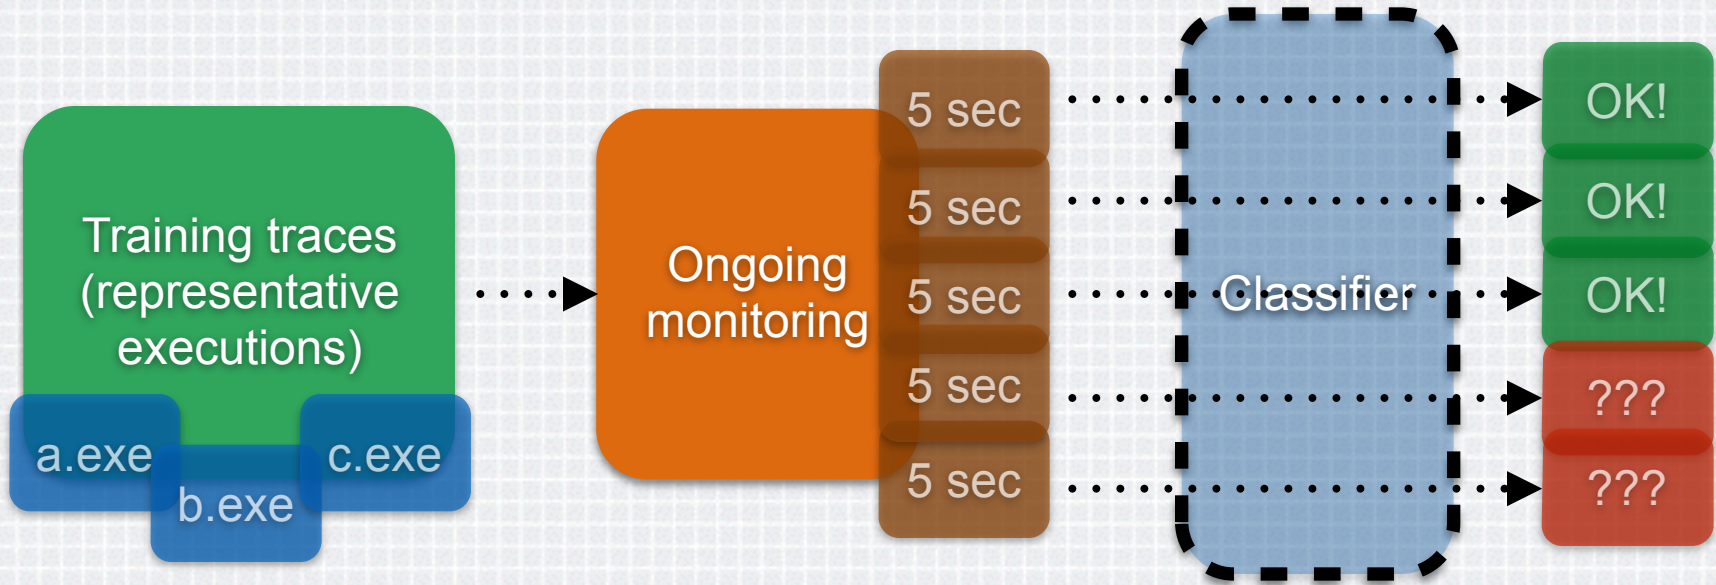 Training traces
(representative
executions)
a.exe
b.exe
c.exe
Ongoing
monitoring
5 sec
5 sec
5 sec
5 sec
5 sec
Classifier
OK!
OK!
OK!
???
???